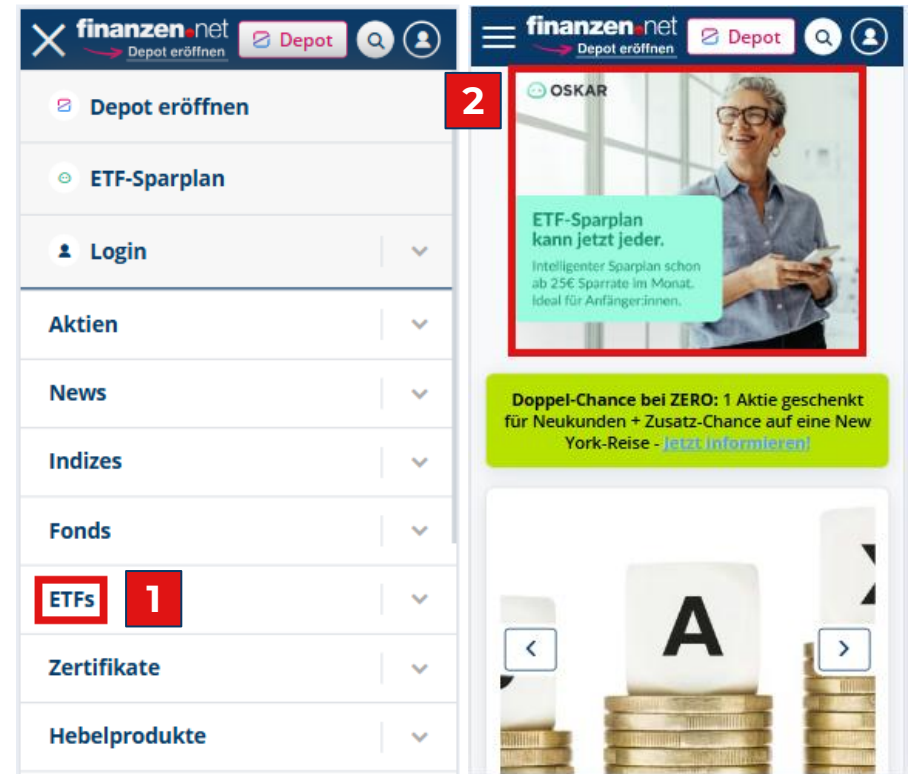 finanzen.net
Depot eröffnen
Depot
Depot eröffnen
ETF-Sparplan
Login
Aktien
News
Indizes
Fonds
ETFs
1
Zertifikate
Hebelprodukte
finanzen.net
Depot eröffnen
Depot
2
OSKAR
ETF-Sparplan
kann jetzt jeder.
Intelligenter Sparplan schon
ab 25€ Sparrate im Monat.
Ideal für Anfänger:innen.
Doppel-Chance bei ZERO: 1 Aktie geschenkt
für Neukunden + Zusatz-Chance auf eine New
York-Reise - Jetzt informieren!
A